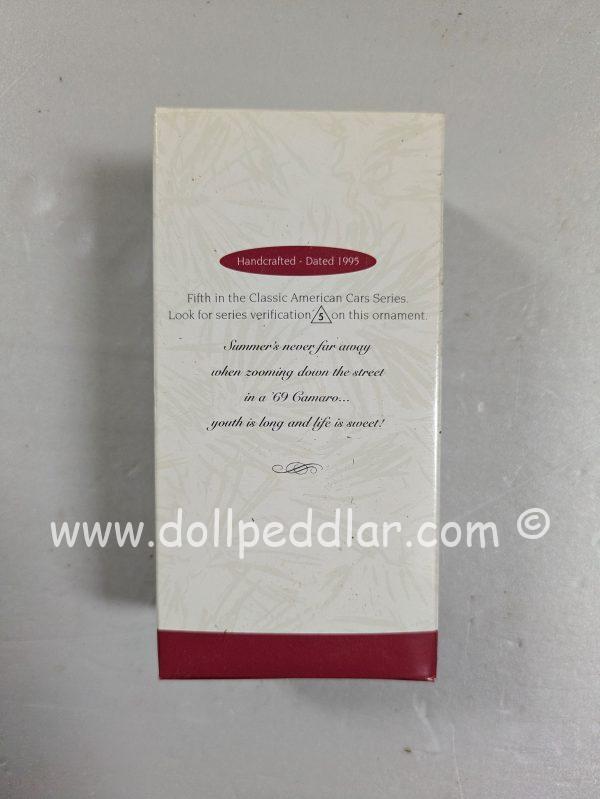 Handcrafted - Dated 1995
Fifth in the Classic American Cars Series.
Look for series verification 5 on this ornament.
Summer's never far away
when zooming down the street
in a '69 Camaro...
youth is long and life is sweet!
www.dollpeddlar.com ©